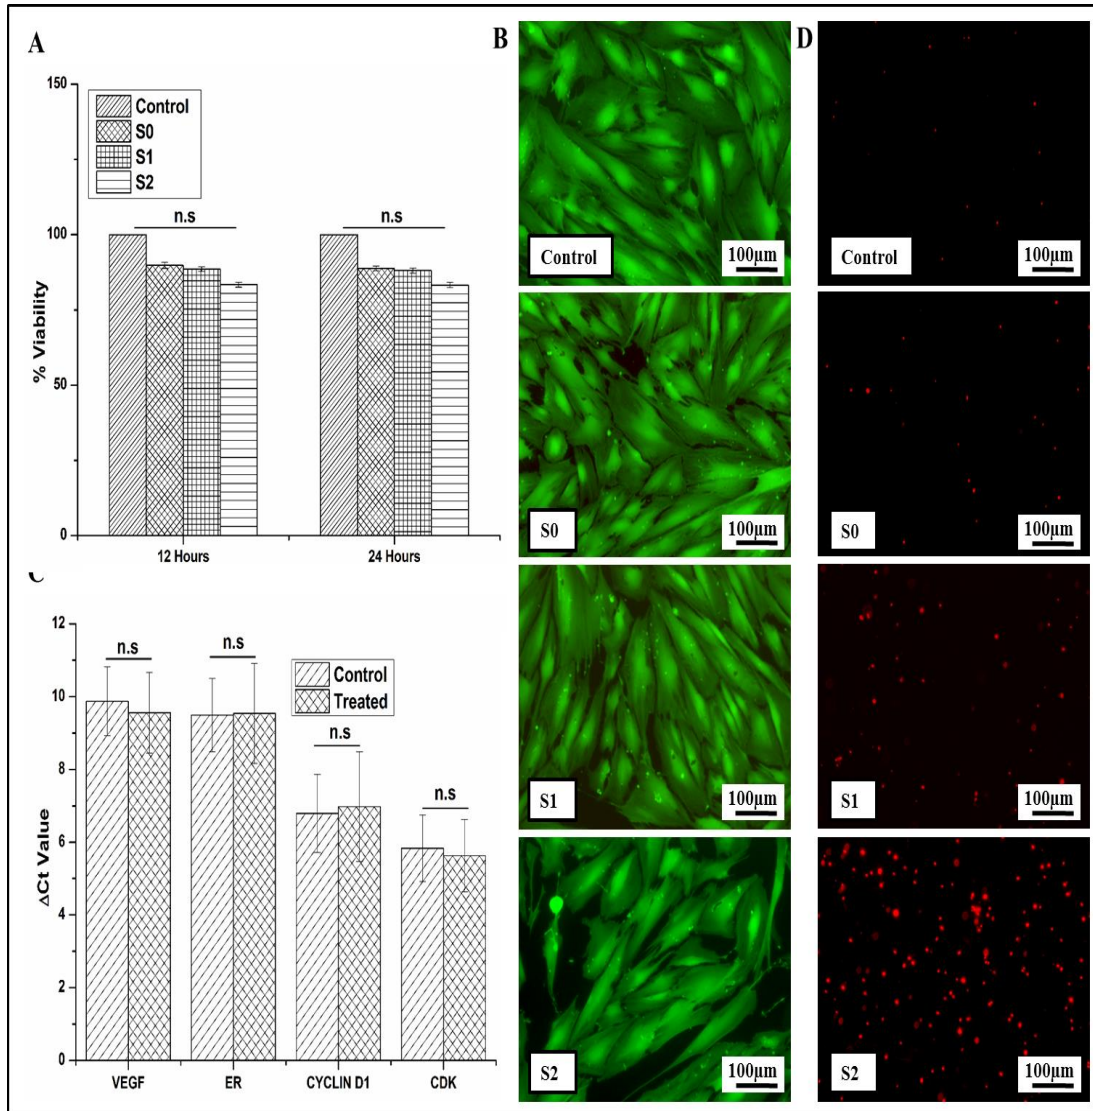 A
150
100
50
0
% Viability
Control
S0
S1
S2
n.s
n.s
12 Hours
24 Hours
B
Control
100μm
S0
100μm
S1
100μm
S2
100μm
C
12
10
8
6
4
2
0
ΔCt Value
Control
Treated
n.s
n.s
n.s
n.s
VEGF
ER
CYCLIN D1
CDK
D
Control
100μm
S0
100μm
S1
100μm
S2
100μm